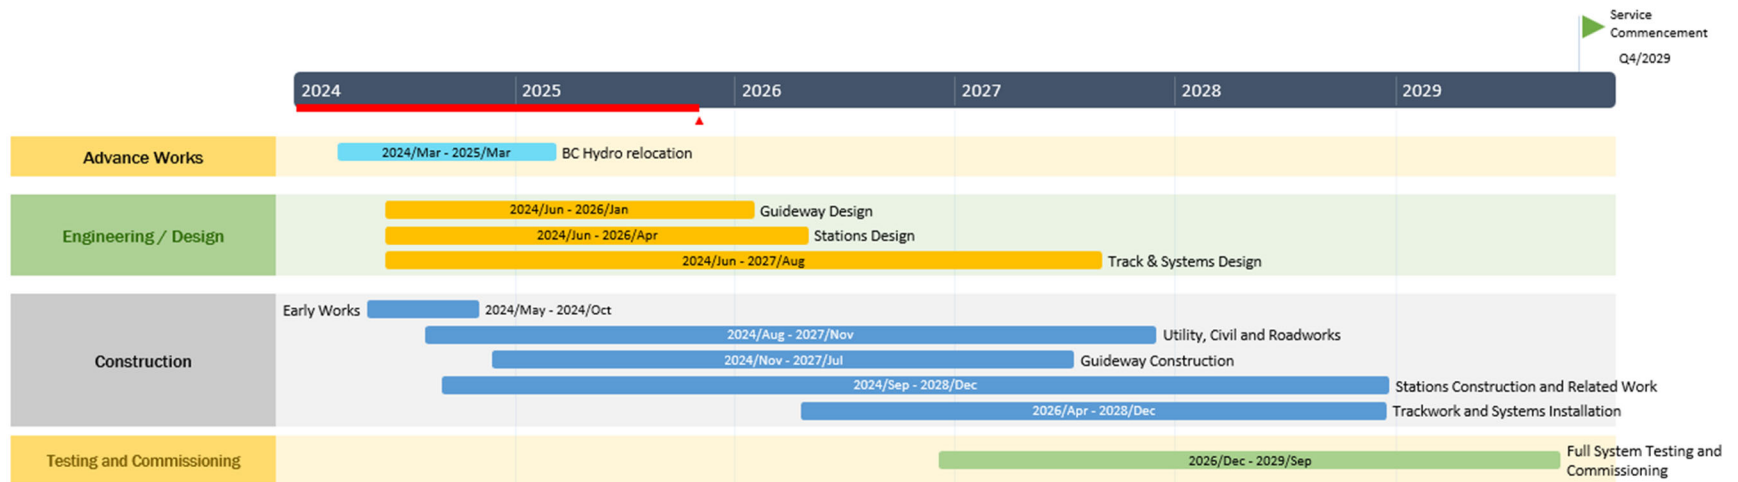 Service
Commencement
Q4/2029
2024 2025 2026 2027 2028 2029
Advance Works
2024/Mar - 2025/Mar BC Hydro relocation
Engineering / Design
2024/Jun - 2026/Jan Guideway Design
2024/Jun - 2026/Apr Stations Design
2024/Jun - 2027/Aug Track & Systems Design
Construction
Early Works 2024/May - 2024/Oct
2024/Aug - 2027/Nov Utility, Civil and Roadworks
2024/Nov - 2027/Jul Guideway Construction
2024/Sep - 2028/Dec Stations Construction and Related Work
2026/Apr - 2028/Dec Trackwork and Systems Installation
Testing and Commissioning
2026/Dec - 2029/Sep
Full System Testing and
Commissioning